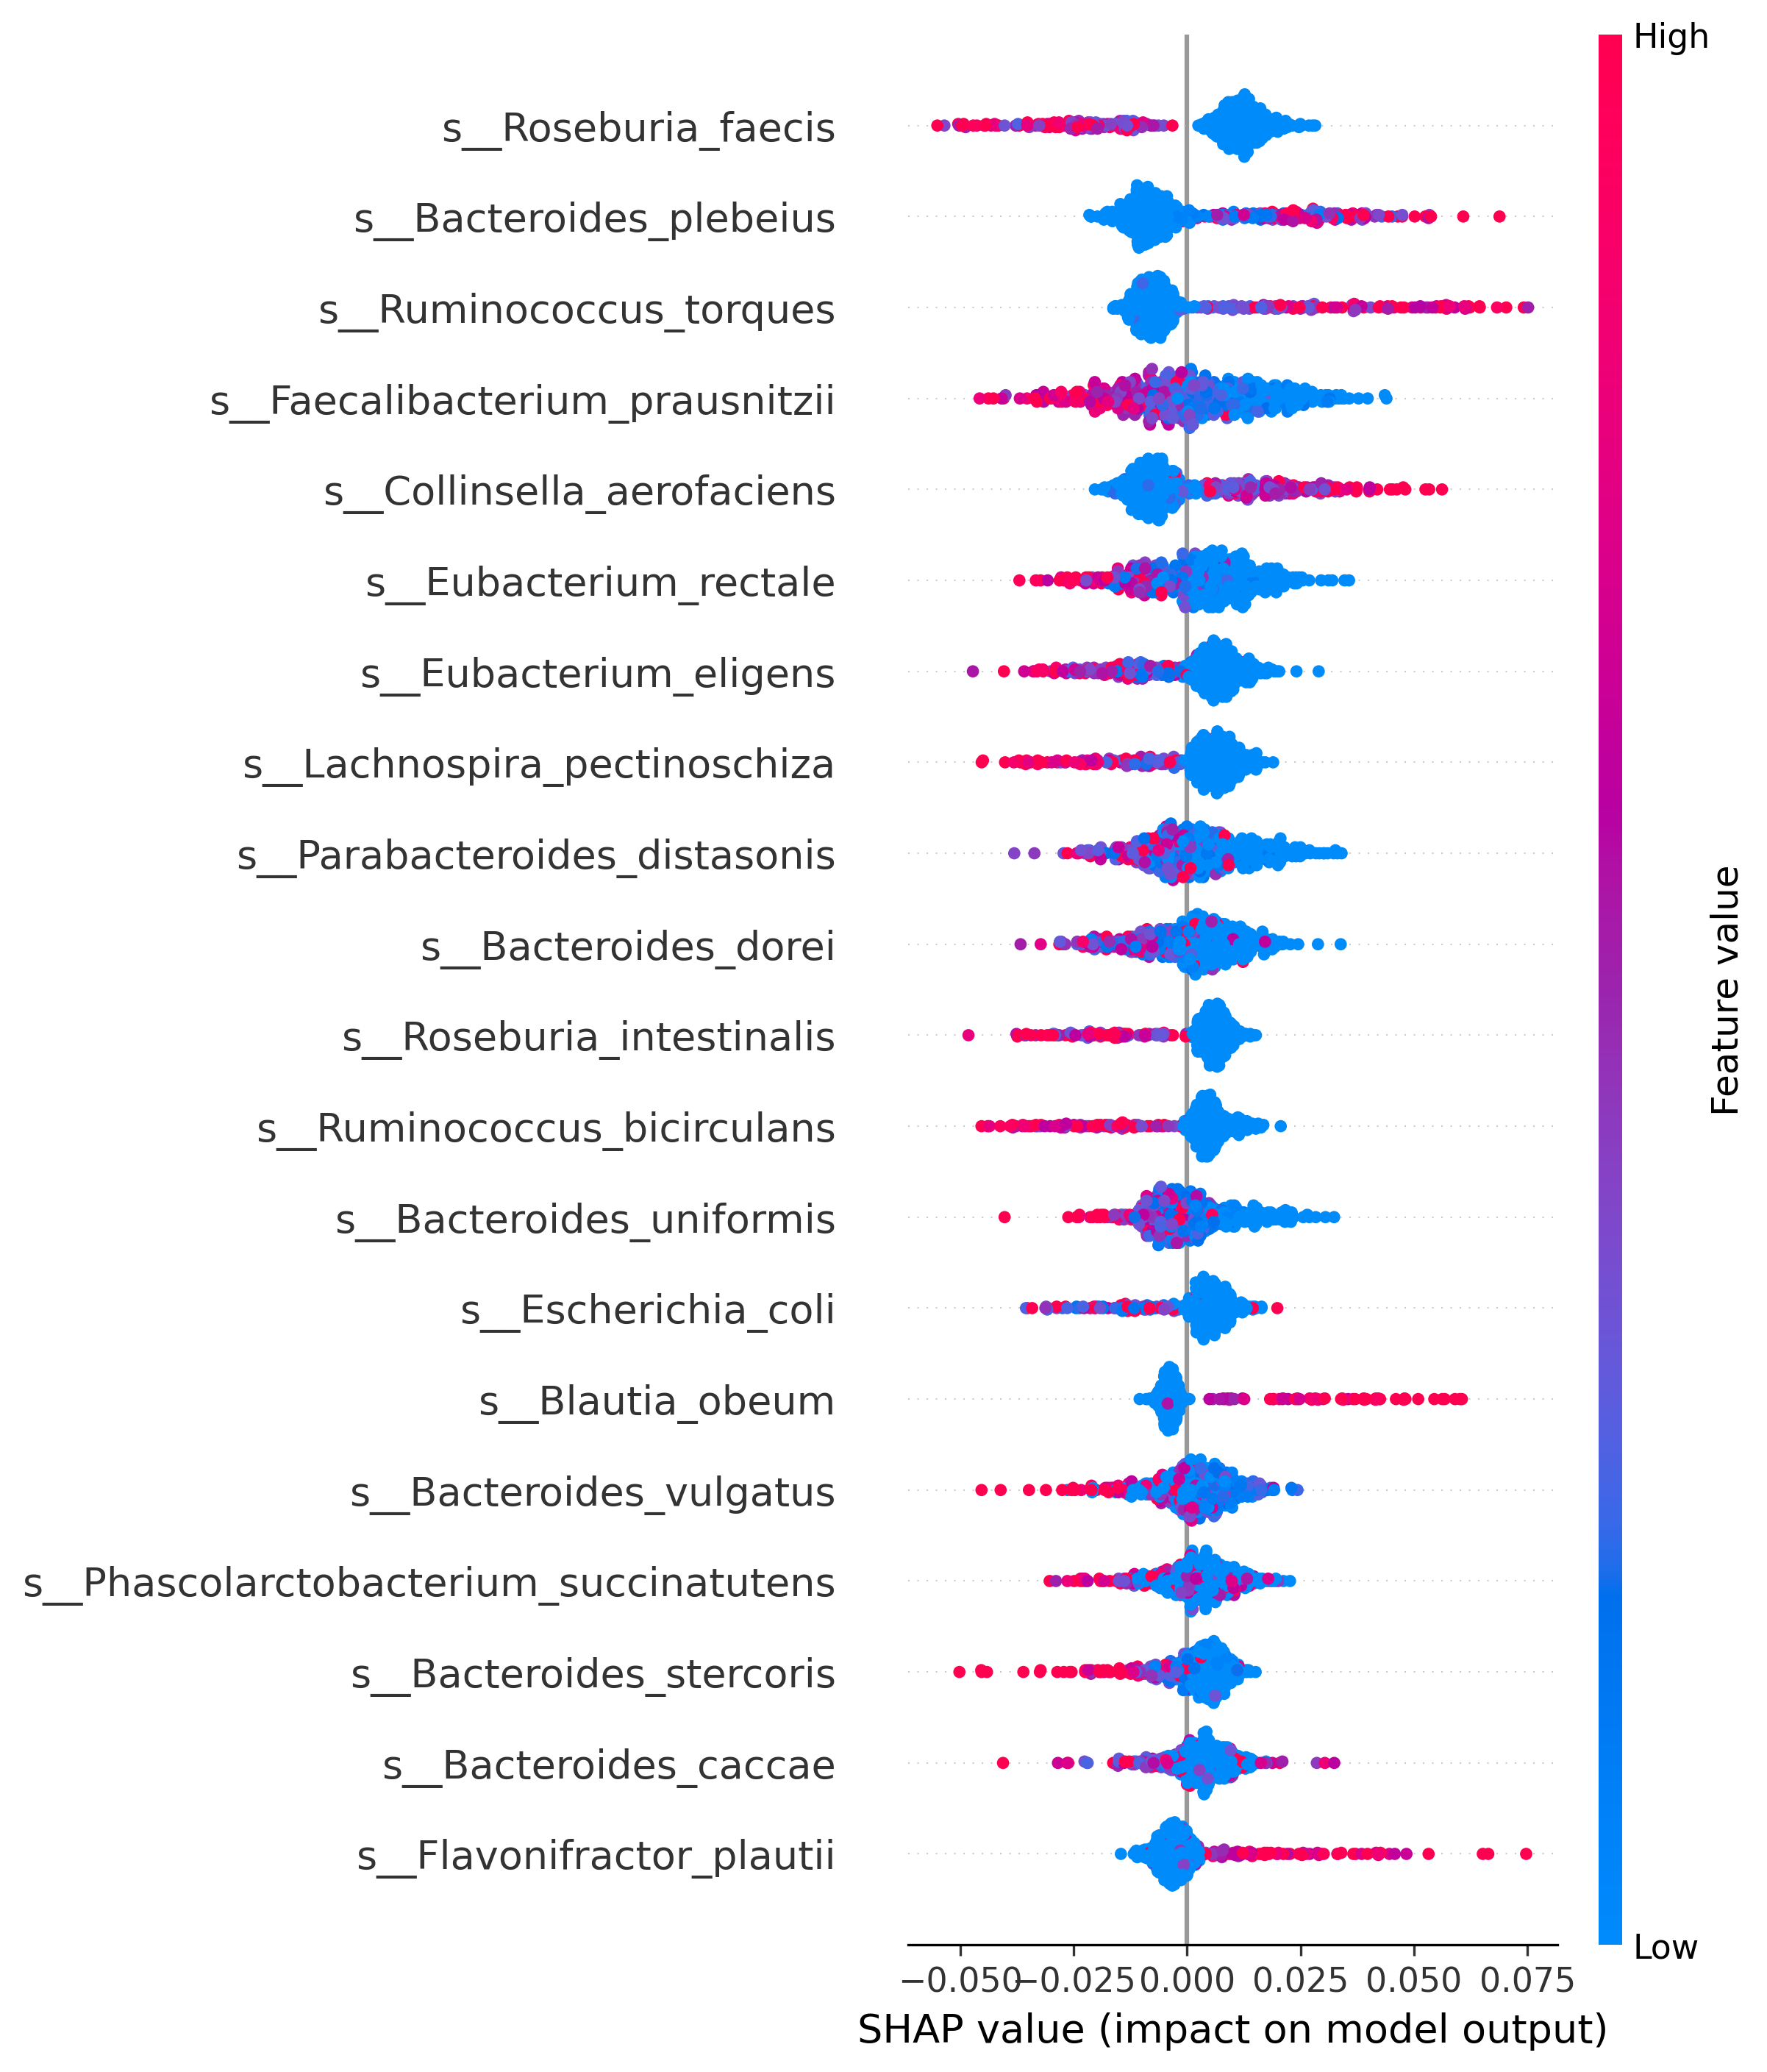 High
s__Roseburia_faecis
s__Bacteroides_plebeius
s__Ruminococcus_torques
s__Faecalibacterium_prausnitzii
s__Collinsella_aerofaciens
s__Eubacterium_rectale
s__Eubacterium_eligens
s__Lachnospira_pectinoschiza
s__Parabacteroides_distasonis
s__Bacteroides_dorei
s__Roseburia_intestinalis
s__Ruminococcus_bicirculans
s__Bacteroides_uniformis
s__Escherichia_coli
s__Blautia_obeum
s__Bacteroides_vulgatus
s__Phascolarctobacterium_succinatutens
s__Bacteroides_stercoris
s__Bacteroides_caccae
s__Flavonifractor_plautii
Feature value
Low
−0.050 −0.025 0.000 0.025 0.050 0.075
SHAP value (impact on model output)